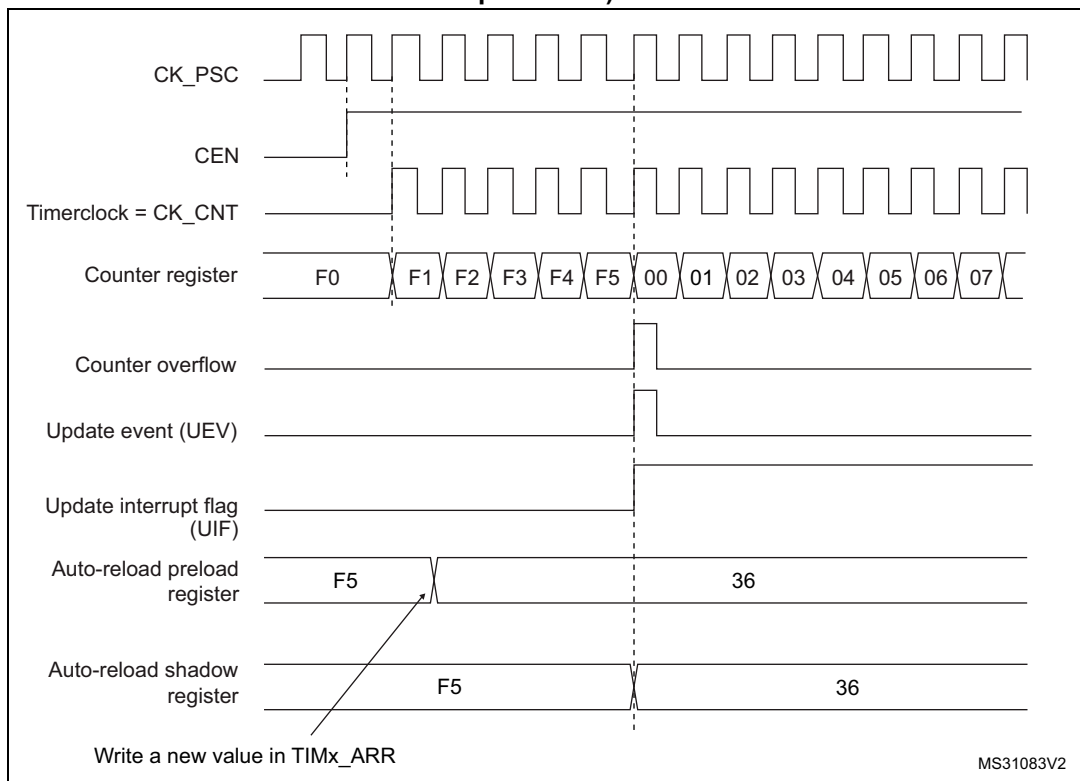 CK_PSC
CEN
Timerclock = CK_CNT
Counter register
F0 F1 F2 F3 F4 F5 00 01 02 03 04 05 06 07
Counter overflow
Update event (UEV)
Update interrupt flag
(UIF)
Auto-reload preload
register
F5 36
Auto-reload shadow
register
F5 36
Write a new value in TIMx_ARR
MS31083V2